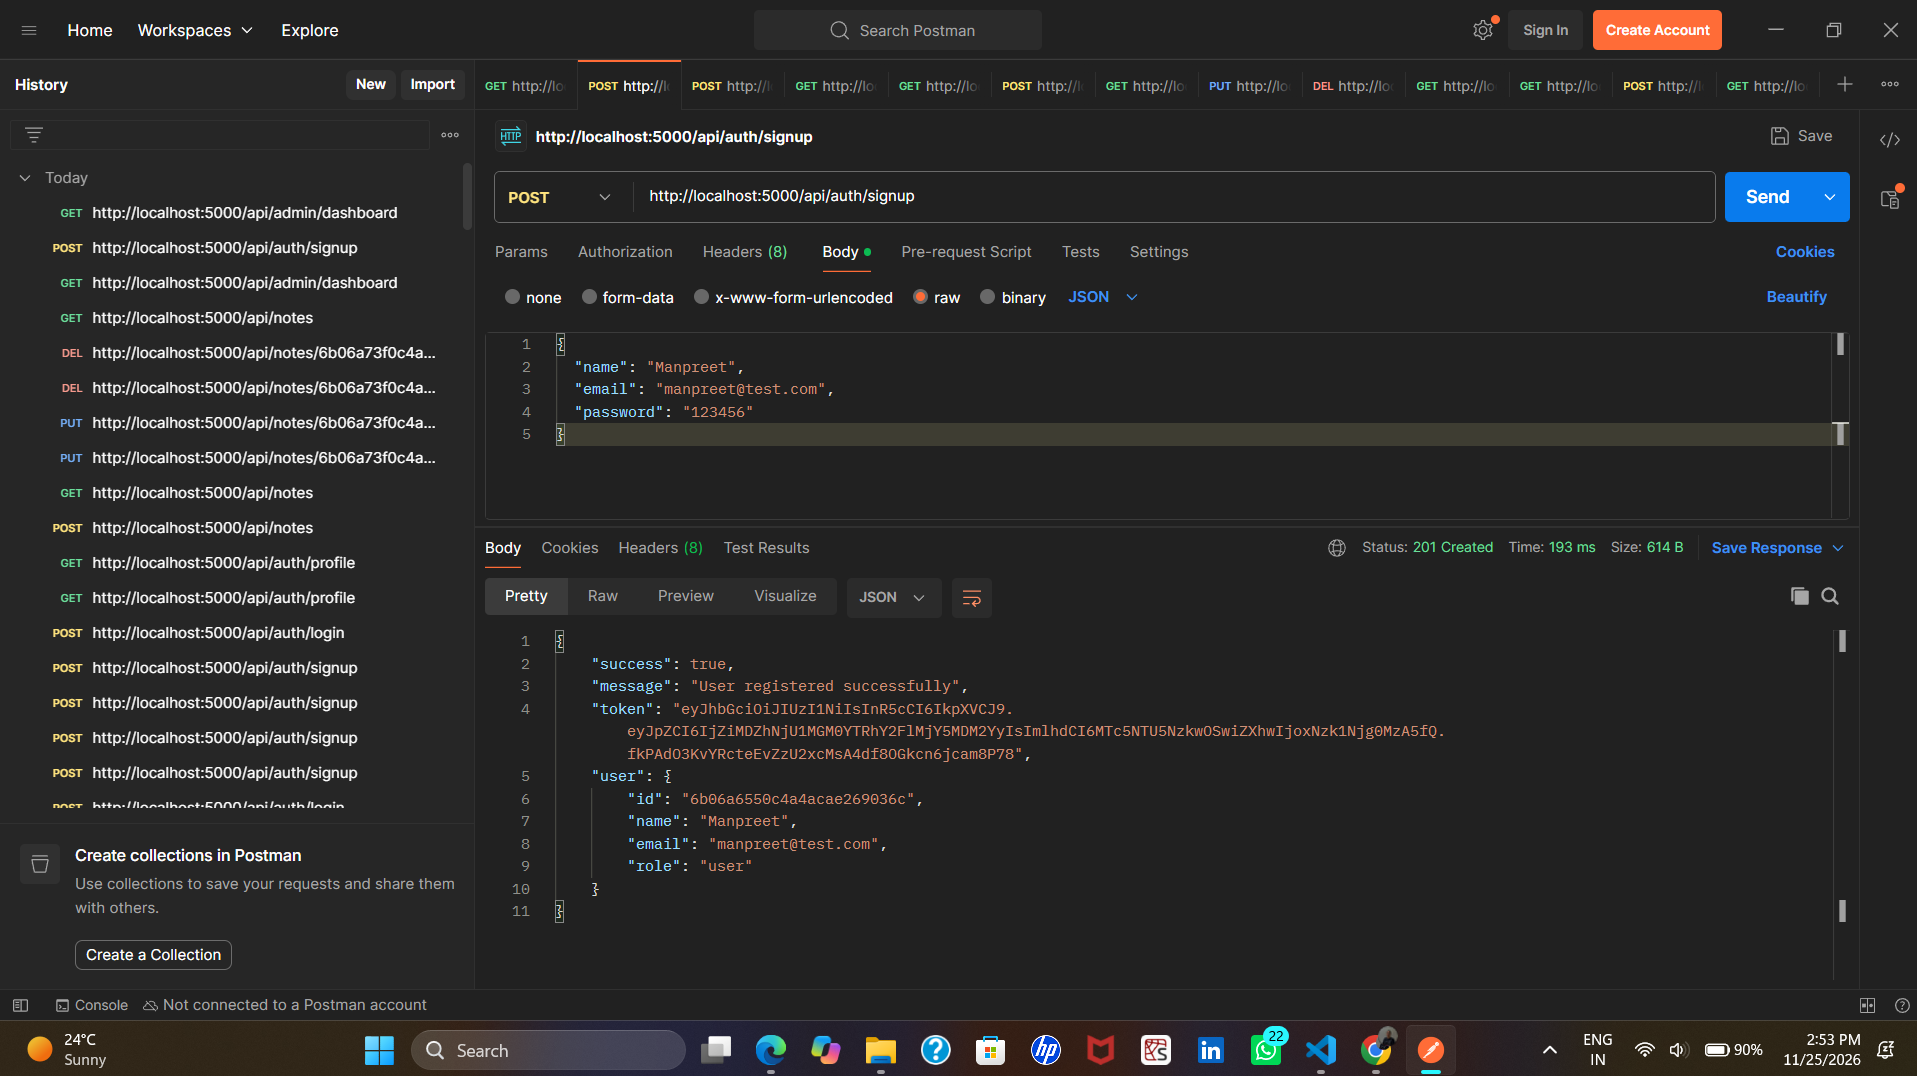 Home
Workspaces
Explore
Search Postman
Sign In
Create Account
History
New
Import
GET http://lo
POST http://l
POST http://l
GET http://lo
GET http://lo
POST http://l
GET http://lo
PUT http://lo
DEL http://lo
GET http://lo
GET http://lo
POST http://l
GET http://lo
HTTP
http://localhost:5000/api/auth/signup
Save
Today
GET http://localhost:5000/api/admin/dashboard
POST http://localhost:5000/api/auth/signup
GET http://localhost:5000/api/admin/dashboard
GET http://localhost:5000/api/notes
DEL http://localhost:5000/api/notes/6b06a73f0c4a...
DEL http://localhost:5000/api/notes/6b06a73f0c4a...
PUT http://localhost:5000/api/notes/6b06a73f0c4a...
PUT http://localhost:5000/api/notes/6b06a73f0c4a...
GET http://localhost:5000/api/notes
POST http://localhost:5000/api/notes
GET http://localhost:5000/api/auth/profile
GET http://localhost:5000/api/auth/profile
POST http://localhost:5000/api/auth/login
POST http://localhost:5000/api/auth/signup
POST http://localhost:5000/api/auth/signup
POST http://localhost:5000/api/auth/signup
POST http://localhost:5000/api/auth/signup
POST http://localhost:5000/api/auth/login
Create collections in Postman
Use collections to save your requests and share them
with others.
Create a Collection
POST
http://localhost:5000/api/auth/signup
Send
Params
Authorization
Headers (8)
Body
Pre-request Script
Tests
Settings
Cookies
none
form-data
x-www-form-urlencoded
raw
binary
JSON
Beautify
1 {
2 "name": "Manpreet",
3 "email": "manpreet@test.com",
4 "password": "123456"
5 }
Body
Cookies
Headers (8)
Test Results
Status: 201 Created
Time: 193 ms
Size: 614 B
Save Response
Pretty
Raw
Preview
Visualize
JSON
1 {
2 "success": true,
3 "message": "User registered successfully",
4 "token": "eyJhbGciOiJIUzI1NiIsInR5cCI6IkpXVCJ9.
eyJpZCI6IjZiMDZhNjU1MGM0YTRhY2FlMjY5MDM2YyIsImlhdCI6MTc5NTU5NzkwOSwiZXhwIjoxNzk1Njg0MzA5fQ.
fkPAdO3KvYRcteEvZzU2xcMsA4df8OGkcn6jcam8P78",
5 "user": {
6 "id": "6b06a6550c4a4acae269036c",
7 "name": "Manpreet",
8 "email": "manpreet@test.com",
9 "role": "user"
10 }
11 }
Console
Not connected to a Postman account
24°C
Sunny
Search
22
ENG
IN
90%
2:53 PM
11/25/2026